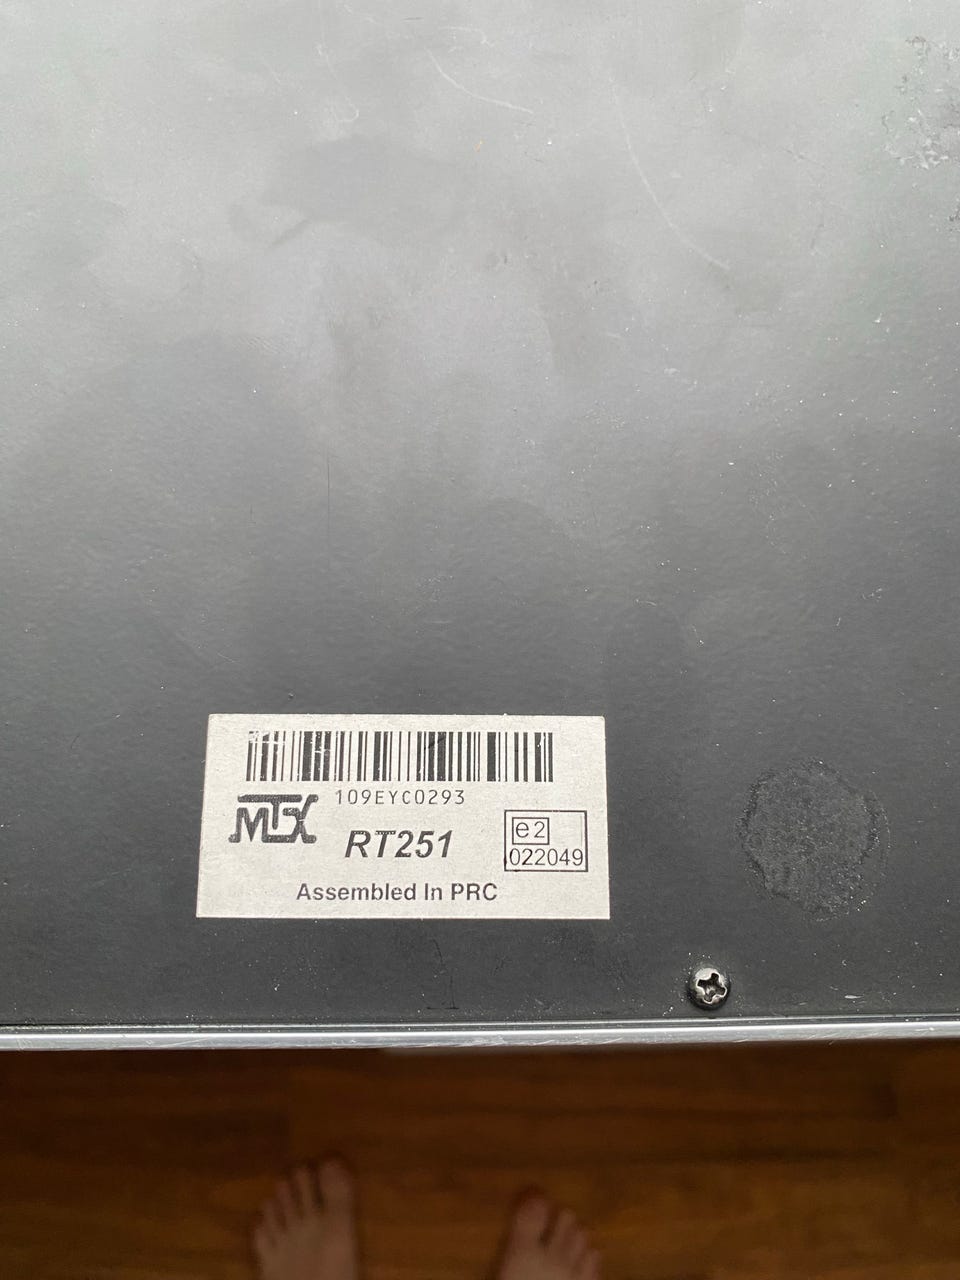 109EYC0293
MTX
RT251
e2
022049
Assembled In PRC